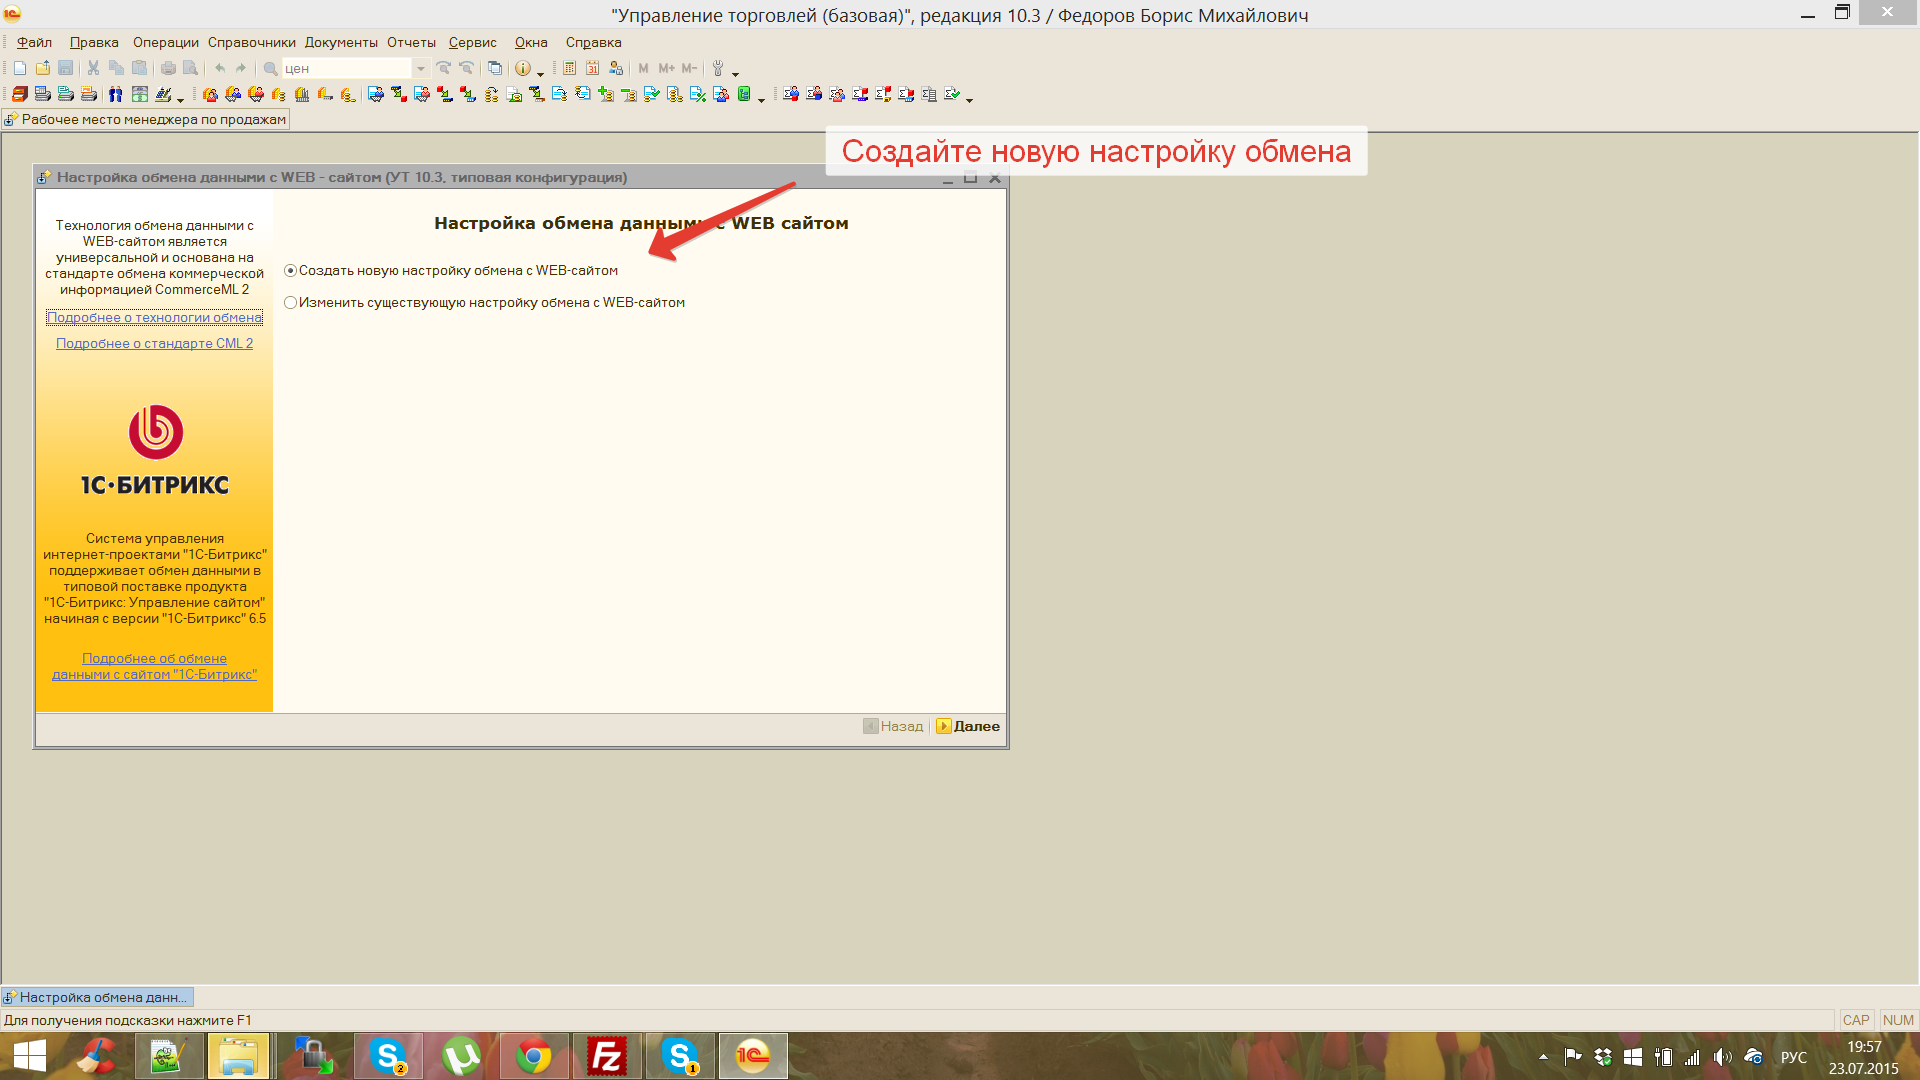 "Управление торговлей (базовая)", редакция 10.3 / Федоров Борис Михайлович
Файл Правка Операции Справочники Документы Отчеты Сервис Окна Справка
цен
M M+ M-
Рабочее место менеджера по продажам
Создайте новую настройку обмена
Настройка обмена данными с WEB - сайтом (УТ 10.3, типовая конфигурация)
Технология обмена данными с
WEB-сайтом является
универсальной и основана на
стандарте обмена коммерческой
информацией CommerceML 2
Подробнее о технологии обмена
Подробнее о стандарте CML 2
1С·БИТРИКС
Система управления
интернет-проектами "1С-Битрикс"
поддерживает обмен данными в
типовой поставке продукта
"1С-Битрикс: Управление сайтом"
начиная с версии "1С-Битрикс" 6.5
Подробнее об обмене
данными с сайтом "1С-Битрикс"
Настройка обмена данными с WEB сайтом
Создать новую настройку обмена с WEB-сайтом
Изменить существующую настройку обмена с WEB-сайтом
Назад
Далее
Настройка обмена данн...
Для получения подсказки нажмите F1
CAP NUM
РУС
19:57
23.07.2015